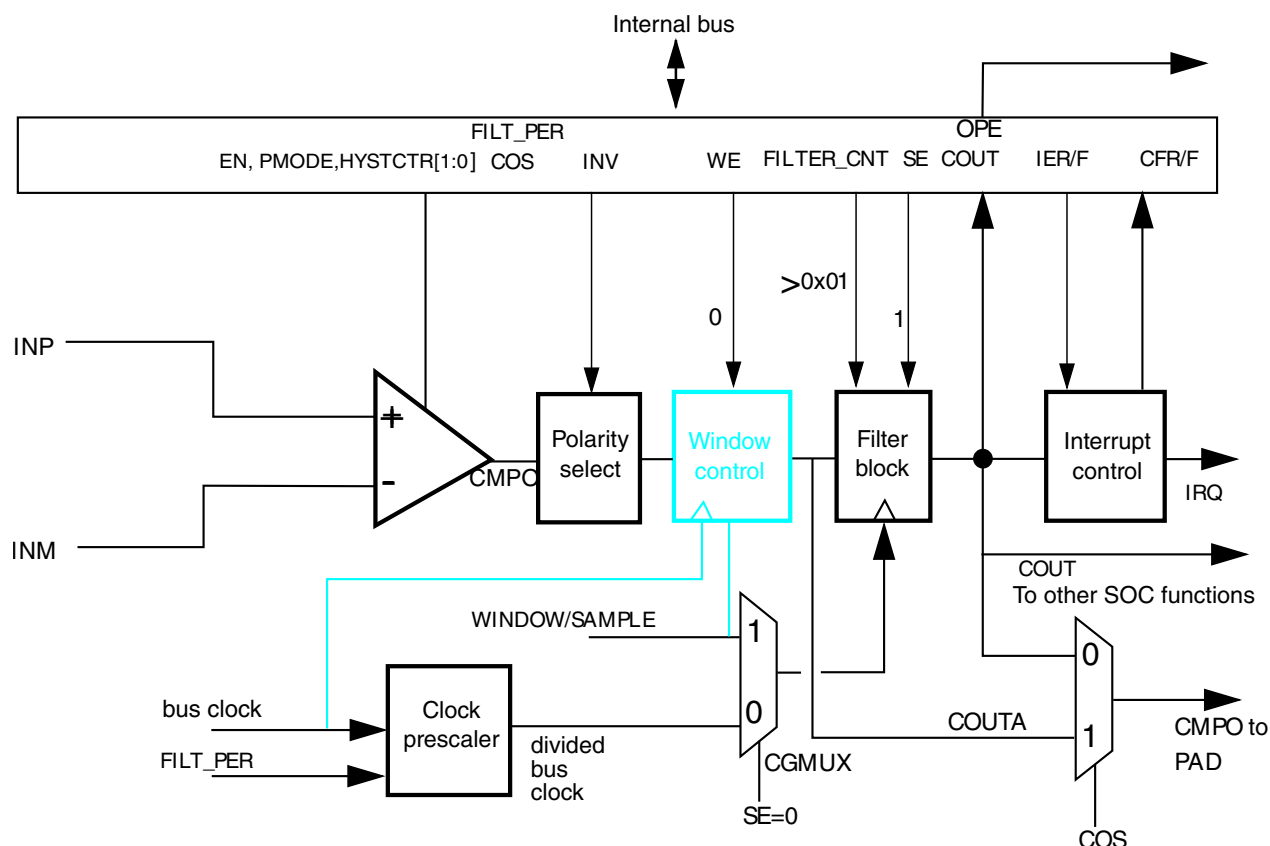 Internal bus
FILT_PER
OPE
EN, PMODE,HYSTCTR[1:0] COS INV WE FILTER_CNT SE COUT IER/F CFR/F
>0x01
0
1
INP
+
-
CMPO
Polarity
select
Window
control
Filter
block
Interrupt
control
IRQ
INM
COUT
To other SOC functions
WINDOW/SAMPLE
1
0
bus clock
FILT_PER
Clock
prescaler
divided
bus
clock
CGMUX
SE=0
COUTA
0
1
CMPO to
PAD
COS